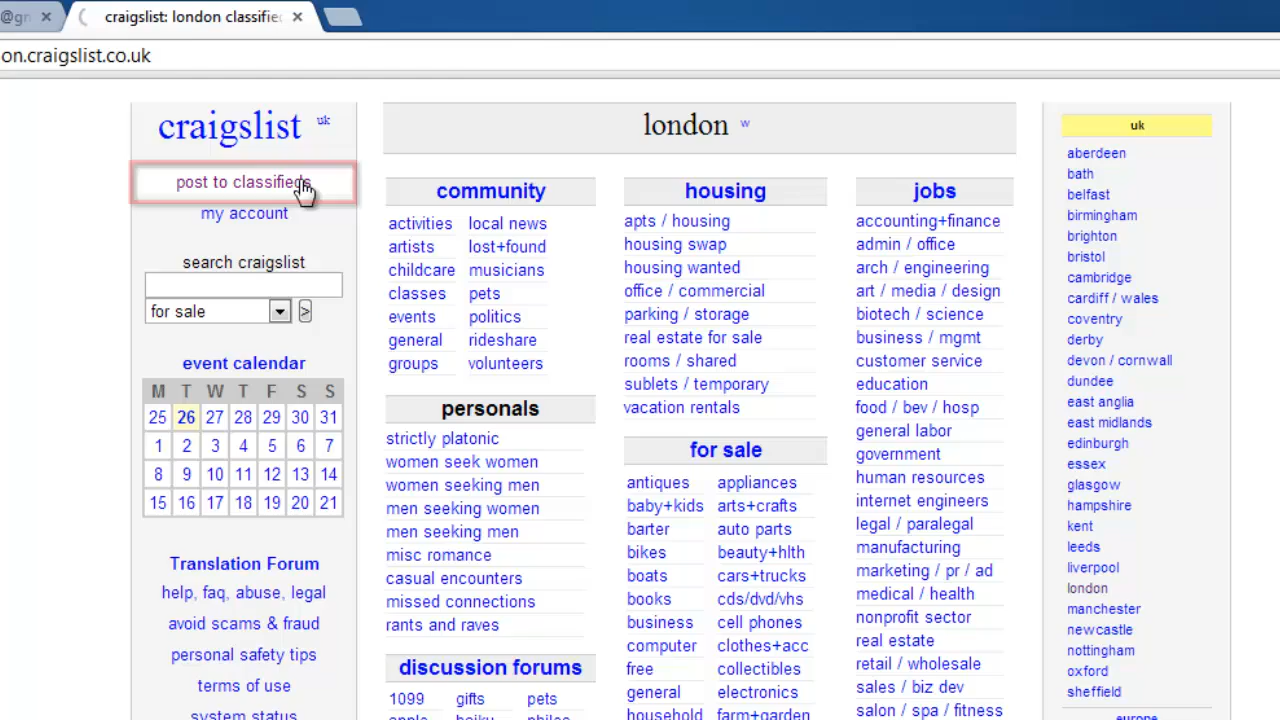 @gn
craigslist: london classifie
on.craigslist.co.uk
craigslist uk
post to classifieds
my account
search craigslist
for sale >
event calendar
M T W T F S S
25 26 27 28 29 30 31
1 2 3 4 5 6 7
8 9 10 11 12 13 14
15 16 17 18 19 20 21
Translation Forum
help, faq, abuse, legal
avoid scams & fraud
personal safety tips
terms of use
system status
london w
community
activities local news
artists lost+found
childcare musicians
classes pets
events politics
general rideshare
groups volunteers
personals
strictly platonic
women seek women
women seeking men
men seeking women
men seeking men
misc romance
casual encounters
missed connections
rants and raves
discussion forums
1099 gifts pets
apple haiku philos
housing
apts / housing
housing swap
housing wanted
office / commercial
parking / storage
real estate for sale
rooms / shared
sublets / temporary
vacation rentals
for sale
antiques appliances
baby+kids arts+crafts
barter auto parts
bikes beauty+hlth
boats cars+trucks
books cds/dvd/vhs
business cell phones
computer clothes+acc
free collectibles
general electronics
household farm+garden
jobs
accounting+finance
admin / office
arch / engineering
art / media / design
biotech / science
business / mgmt
customer service
education
food / bev / hosp
general labor
government
human resources
internet engineers
legal / paralegal
manufacturing
marketing / pr / ad
medical / health
nonprofit sector
real estate
retail / wholesale
sales / biz dev
salon / spa / fitness
uk
aberdeen
bath
belfast
birmingham
brighton
bristol
cambridge
cardiff / wales
coventry
derby
devon / cornwall
dundee
east anglia
east midlands
edinburgh
essex
glasgow
hampshire
kent
leeds
liverpool
london
manchester
newcastle
nottingham
oxford
sheffield
europe